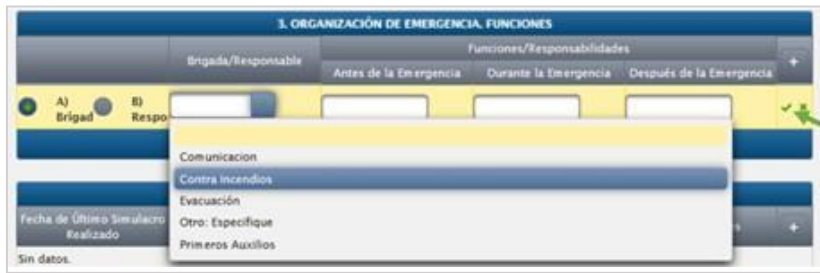 3. ORGANIZACIÓN DE EMERGENCIA. FUNCIONES
Brigada/Responsable
Funciones/Responsabilidades
Antes de la Emergencia
Durante la Emergencia
Después de la Emergencia
+
A) Brigad
B) Respo
Comunicacion
Contra Incendios
Evacuación
Otro: Especifique
Primeros Auxilios
Fecha de Último Simulacro
Realizado
+
Sin datos.